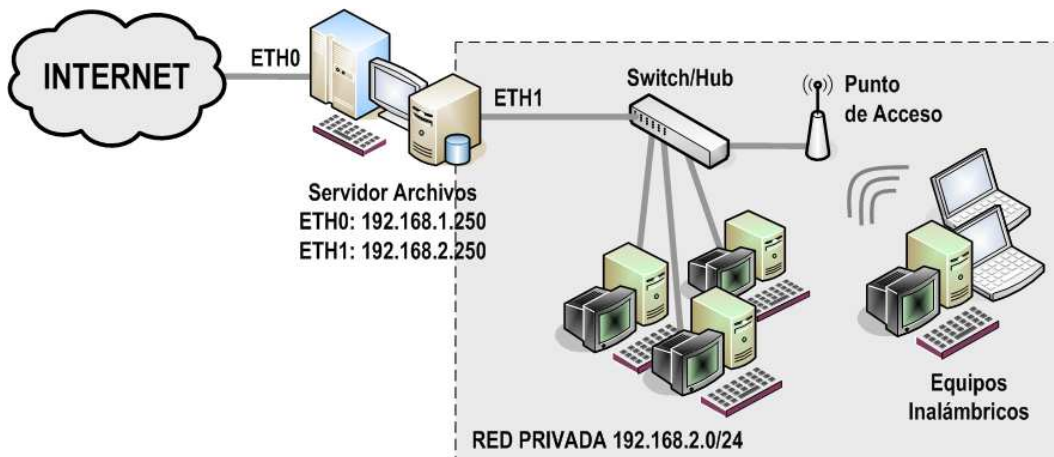 INTERNET
ETH0
ETH1
Switch/Hub
Punto
de Acceso
Servidor Archivos
ETH0: 192.168.1.250
ETH1: 192.168.2.250
Equipos
Inalámbricos
RED PRIVADA 192.168.2.0/24